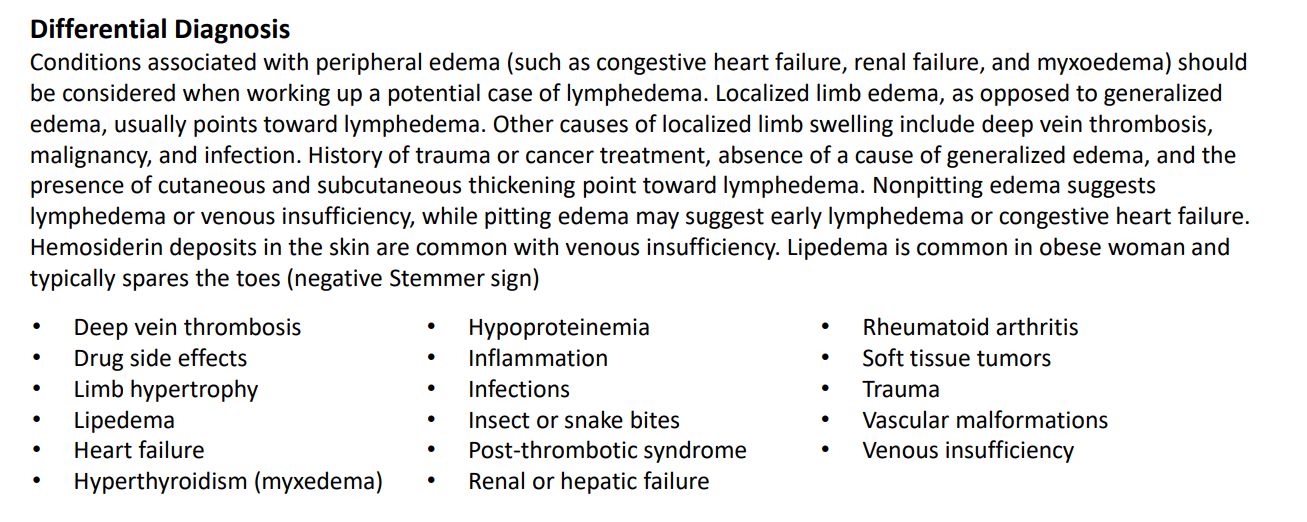 Differential Diagnosis
Conditions associated with peripheral edema (such as congestive heart failure, renal failure, and myxoedema) should
be considered when working up a potential case of lymphedema. Localized limb edema, as opposed to generalized
edema, usually points toward lymphedema. Other causes of localized limb swelling include deep vein thrombosis,
malignancy, and infection. History of trauma or cancer treatment, absence of a cause of generalized edema, and the
presence of cutaneous and subcutaneous thickening point toward lymphedema. Nonpitting edema suggests
lymphedema or venous insufficiency, while pitting edema may suggest early lymphedema or congestive heart failure.
Hemosiderin deposits in the skin are common with venous insufficiency. Lipedema is common in obese woman and
typically spares the toes (negative Stemmer sign)
• Deep vein thrombosis
• Drug side effects
• Limb hypertrophy
• Lipedema
• Heart failure
• Hyperthyroidism (myxedema)
• Hypoproteinemia
• Inflammation
• Infections
• Insect or snake bites
• Post-thrombotic syndrome
• Renal or hepatic failure
• Rheumatoid arthritis
• Soft tissue tumors
• Trauma
• Vascular malformations
• Venous insufficiency